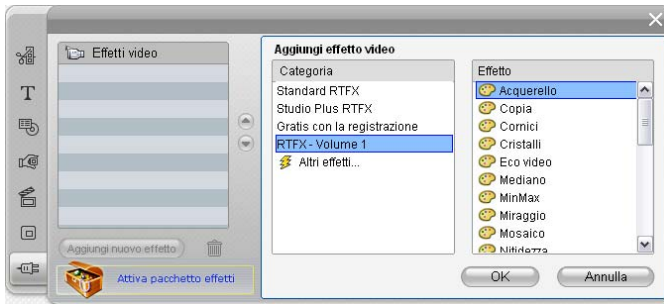 Effetti video
Aggiungi nuovo effetto
Attiva pacchetto effetti
Aggiungi effetto video
Categoria
Standard RTFX
Studio Plus RTFX
Gratis con la registrazione
RTFX - Volume 1
Altri effetti...
Effetto
Acquerello
Copia
Cornici
Cristalli
Eco video
Mediano
MinMax
Miraggio
Mosaico
Nitidezza
OK
Annulla
T